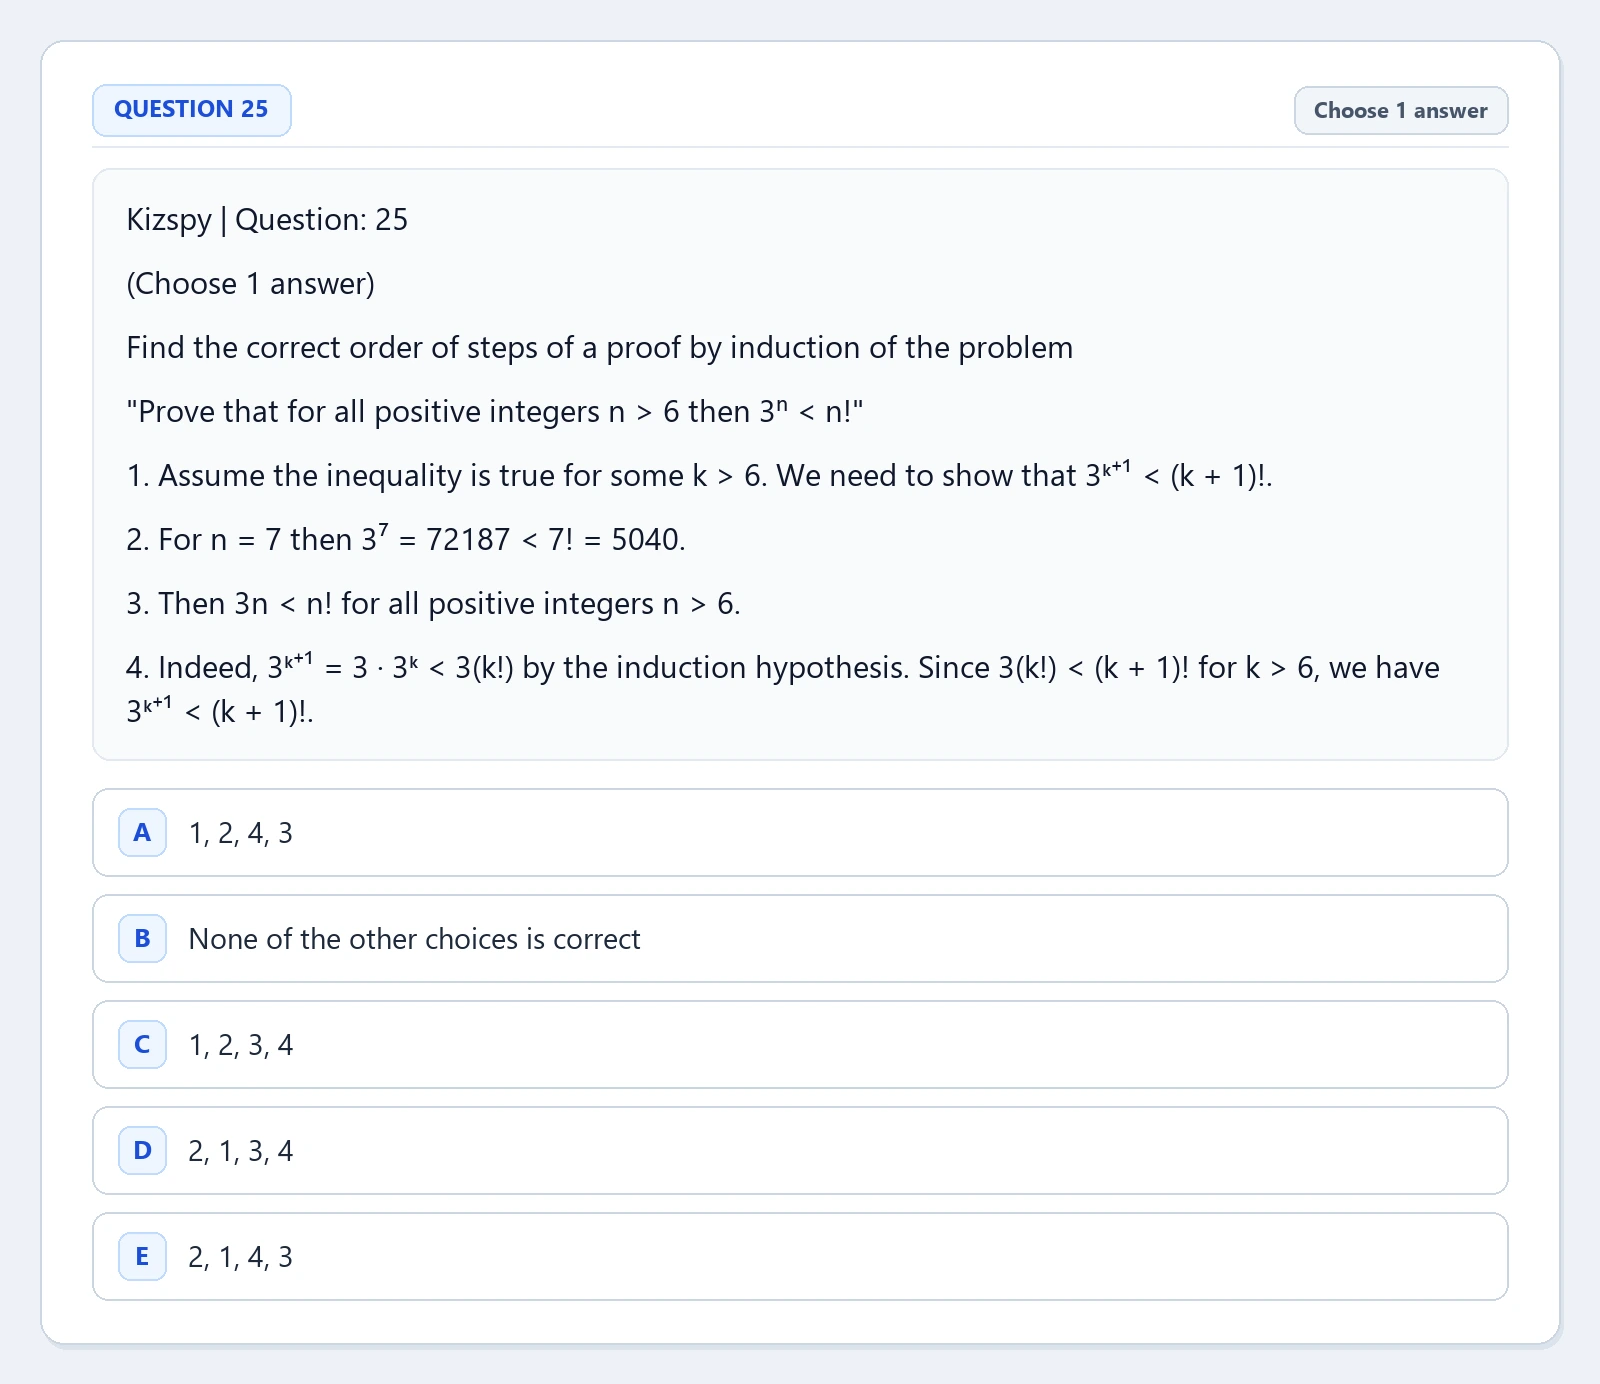 QUESTION 25
Choose 1 answer
Kizspy | Question: 25
(Choose 1 answer)
Find the correct order of steps of a proof by induction of the problem
"Prove that for all positive integers n > 6 then 3ⁿ < n!"
1. Assume the inequality is true for some k > 6. We need to show that 3ᵏ⁺¹ < (k + 1)!.
2. For n = 7 then 3⁷ = 72187 < 7! = 5040.
3. Then 3n < n! for all positive integers n > 6.
4. Indeed, 3ᵏ⁺¹ = 3 · 3ᵏ < 3(k!) by the induction hypothesis. Since 3(k!) < (k + 1)! for k > 6, we have
3ᵏ⁺¹ < (k + 1)!.
A 1, 2, 4, 3
B None of the other choices is correct
C 1, 2, 3, 4
D 2, 1, 3, 4
E 2, 1, 4, 3